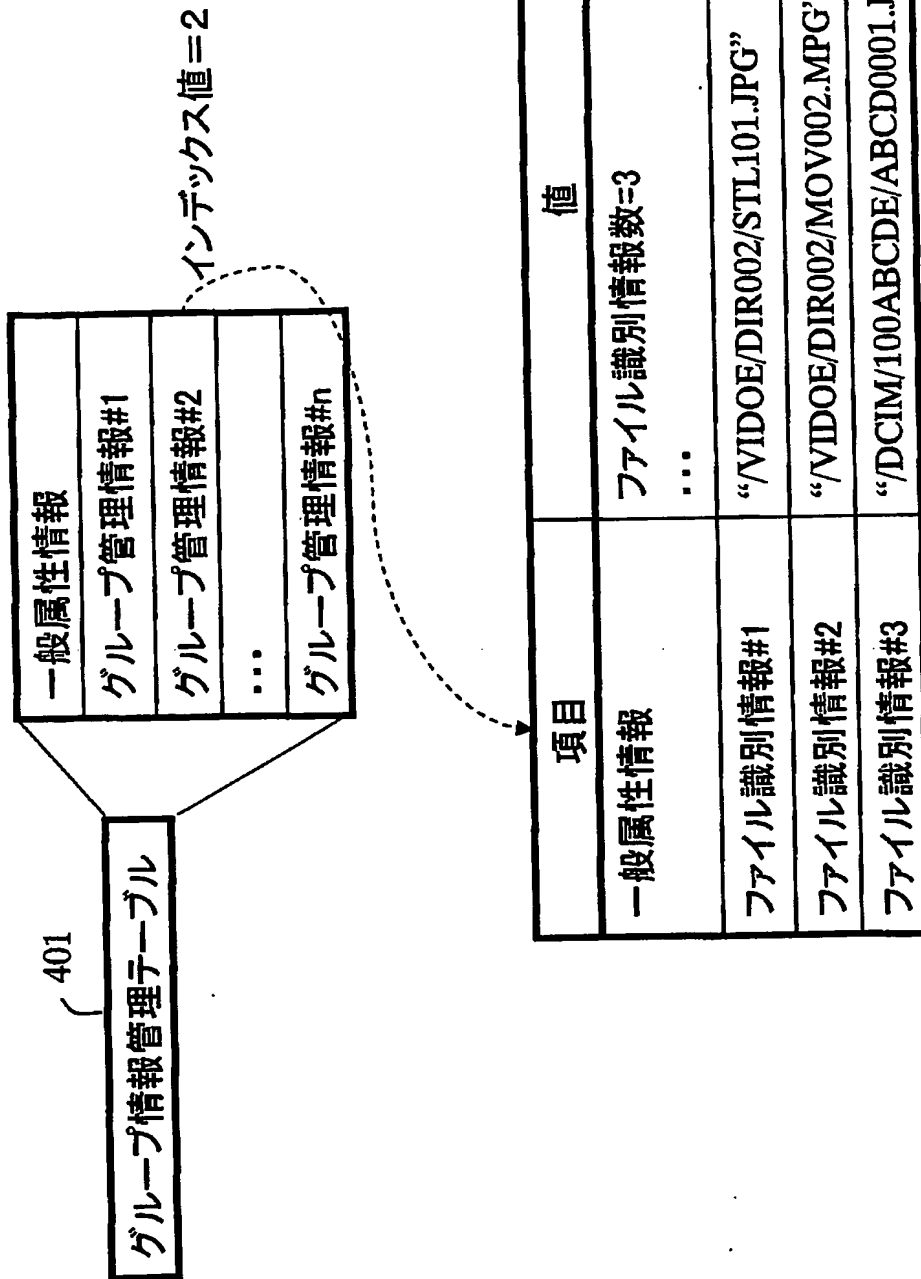 401
グループ情報管理テーブル
一般属性情報
グループ管理情報#1
グループ管理情報#2
...
グループ管理情報#n
インデックス値=2
項目 値
一般属性情報 ファイル識別情報数=3
...
ファイル識別情報#1 “/VIDOE/DIR002/STL101.JPG”
ファイル識別情報#2 “/VIDOE/DIR002/MOV002.MPG”
ファイル識別情報#3 “/DCIM/100ABCDE/ABCD0001.J